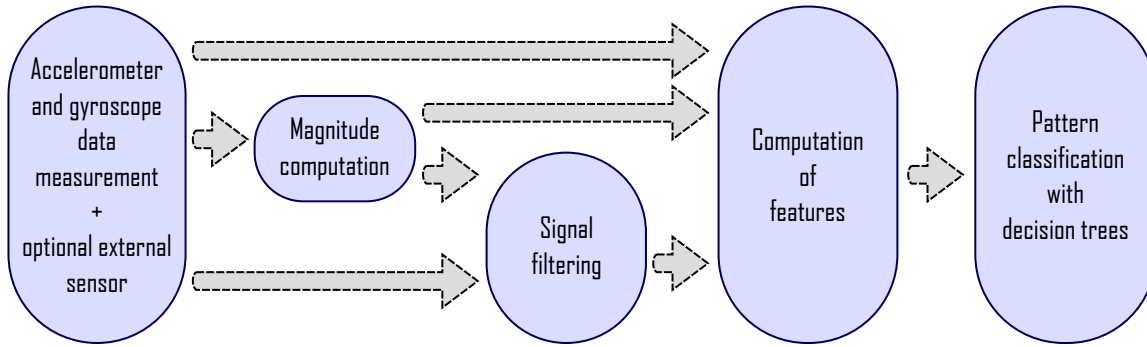 Accelerometer
and gyroscope
data
measurement
+
optional external
sensor
Magnitude
computation
Signal
filtering
Computation
of
features
Pattern
classification
with
decision trees